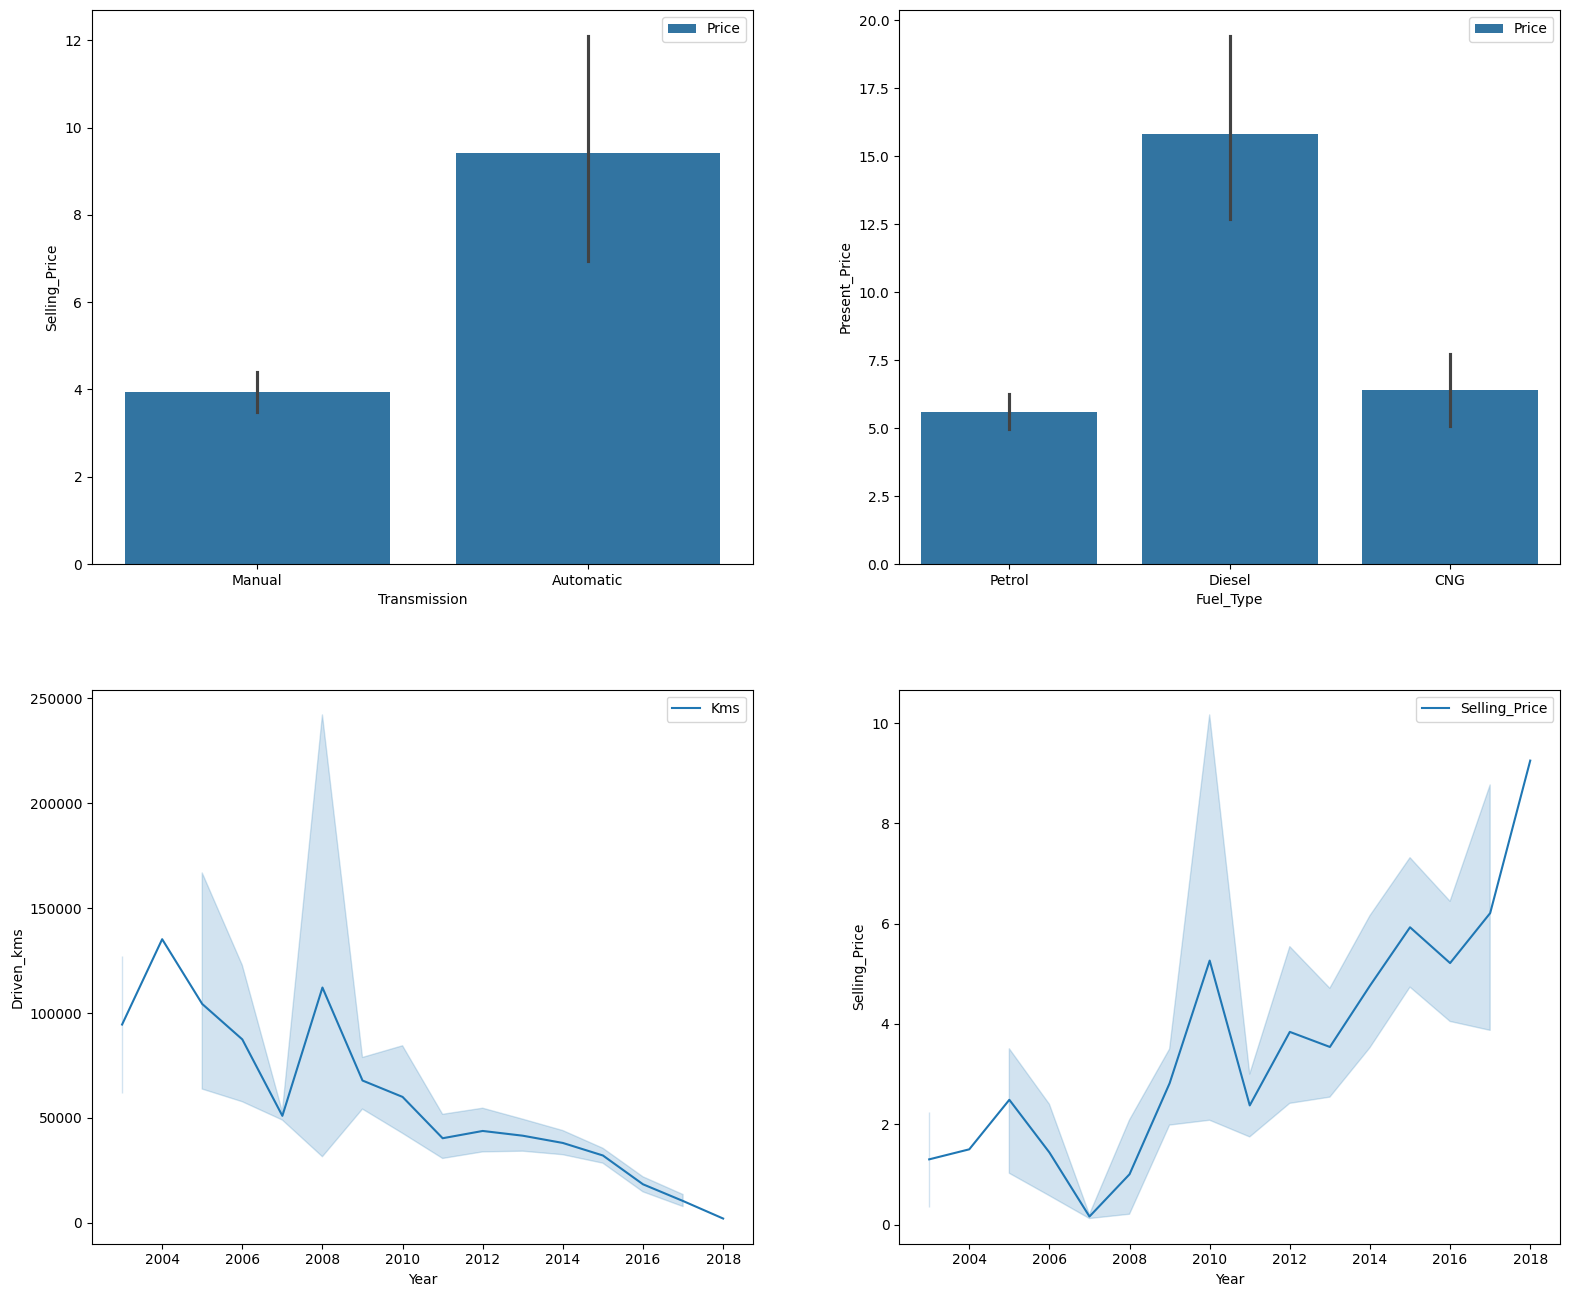 Price
12
10
8
6
4
2
0
Selling_Price
Manual
Automatic
Transmission
Price
20.0
17.5
15.0
12.5
10.0
7.5
5.0
2.5
0.0
Present_Price
Petrol
Diesel
CNG
Fuel_Type
Kms
250000
200000
150000
100000
50000
0
Driven_kms
2004 2006 2008 2010 2012 2014 2016 2018
Year
Selling_Price
10
8
6
4
2
0
Selling_Price
2004 2006 2008 2010 2012 2014 2016 2018
Year